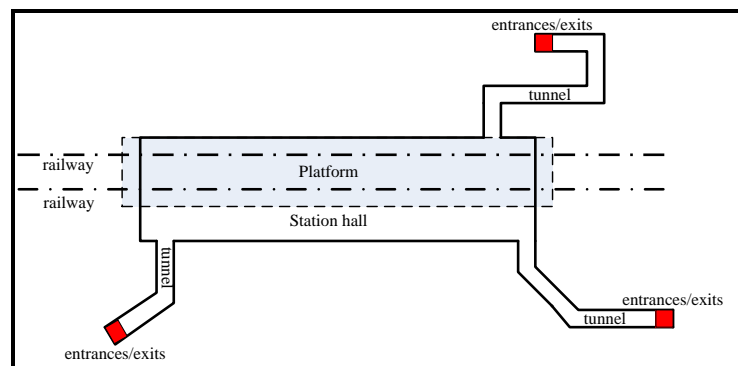 entrances/exits
tunnel
railway
Platform
railway
Station hall
tunnel
entrances/exits
tunnel
entrances/exits